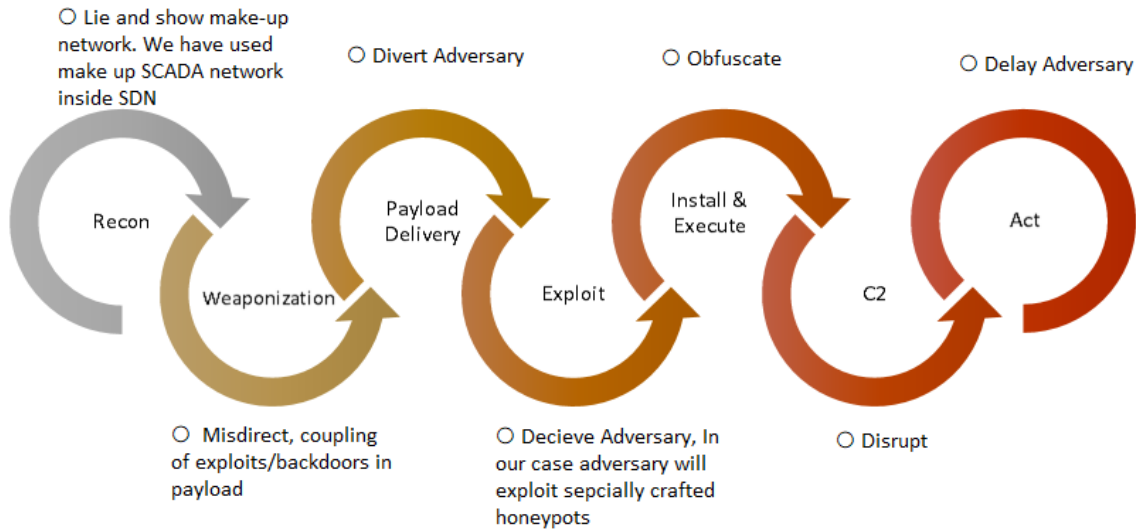 ○ Lie and show make-up
network. We have used
make up SCADA network
inside SDN
○ Divert Adversary
○ Obfuscate
○ Delay Adversary
Recon
Weaponization
Payload
Delivery
Exploit
Install &
Execute
C2
Act
○ Misdirect, coupling
of exploits/backdoors in
payload
○ Decieve Adversary, In
our case adversary will
exploit sepcially crafted
honeypots
○ Disrupt